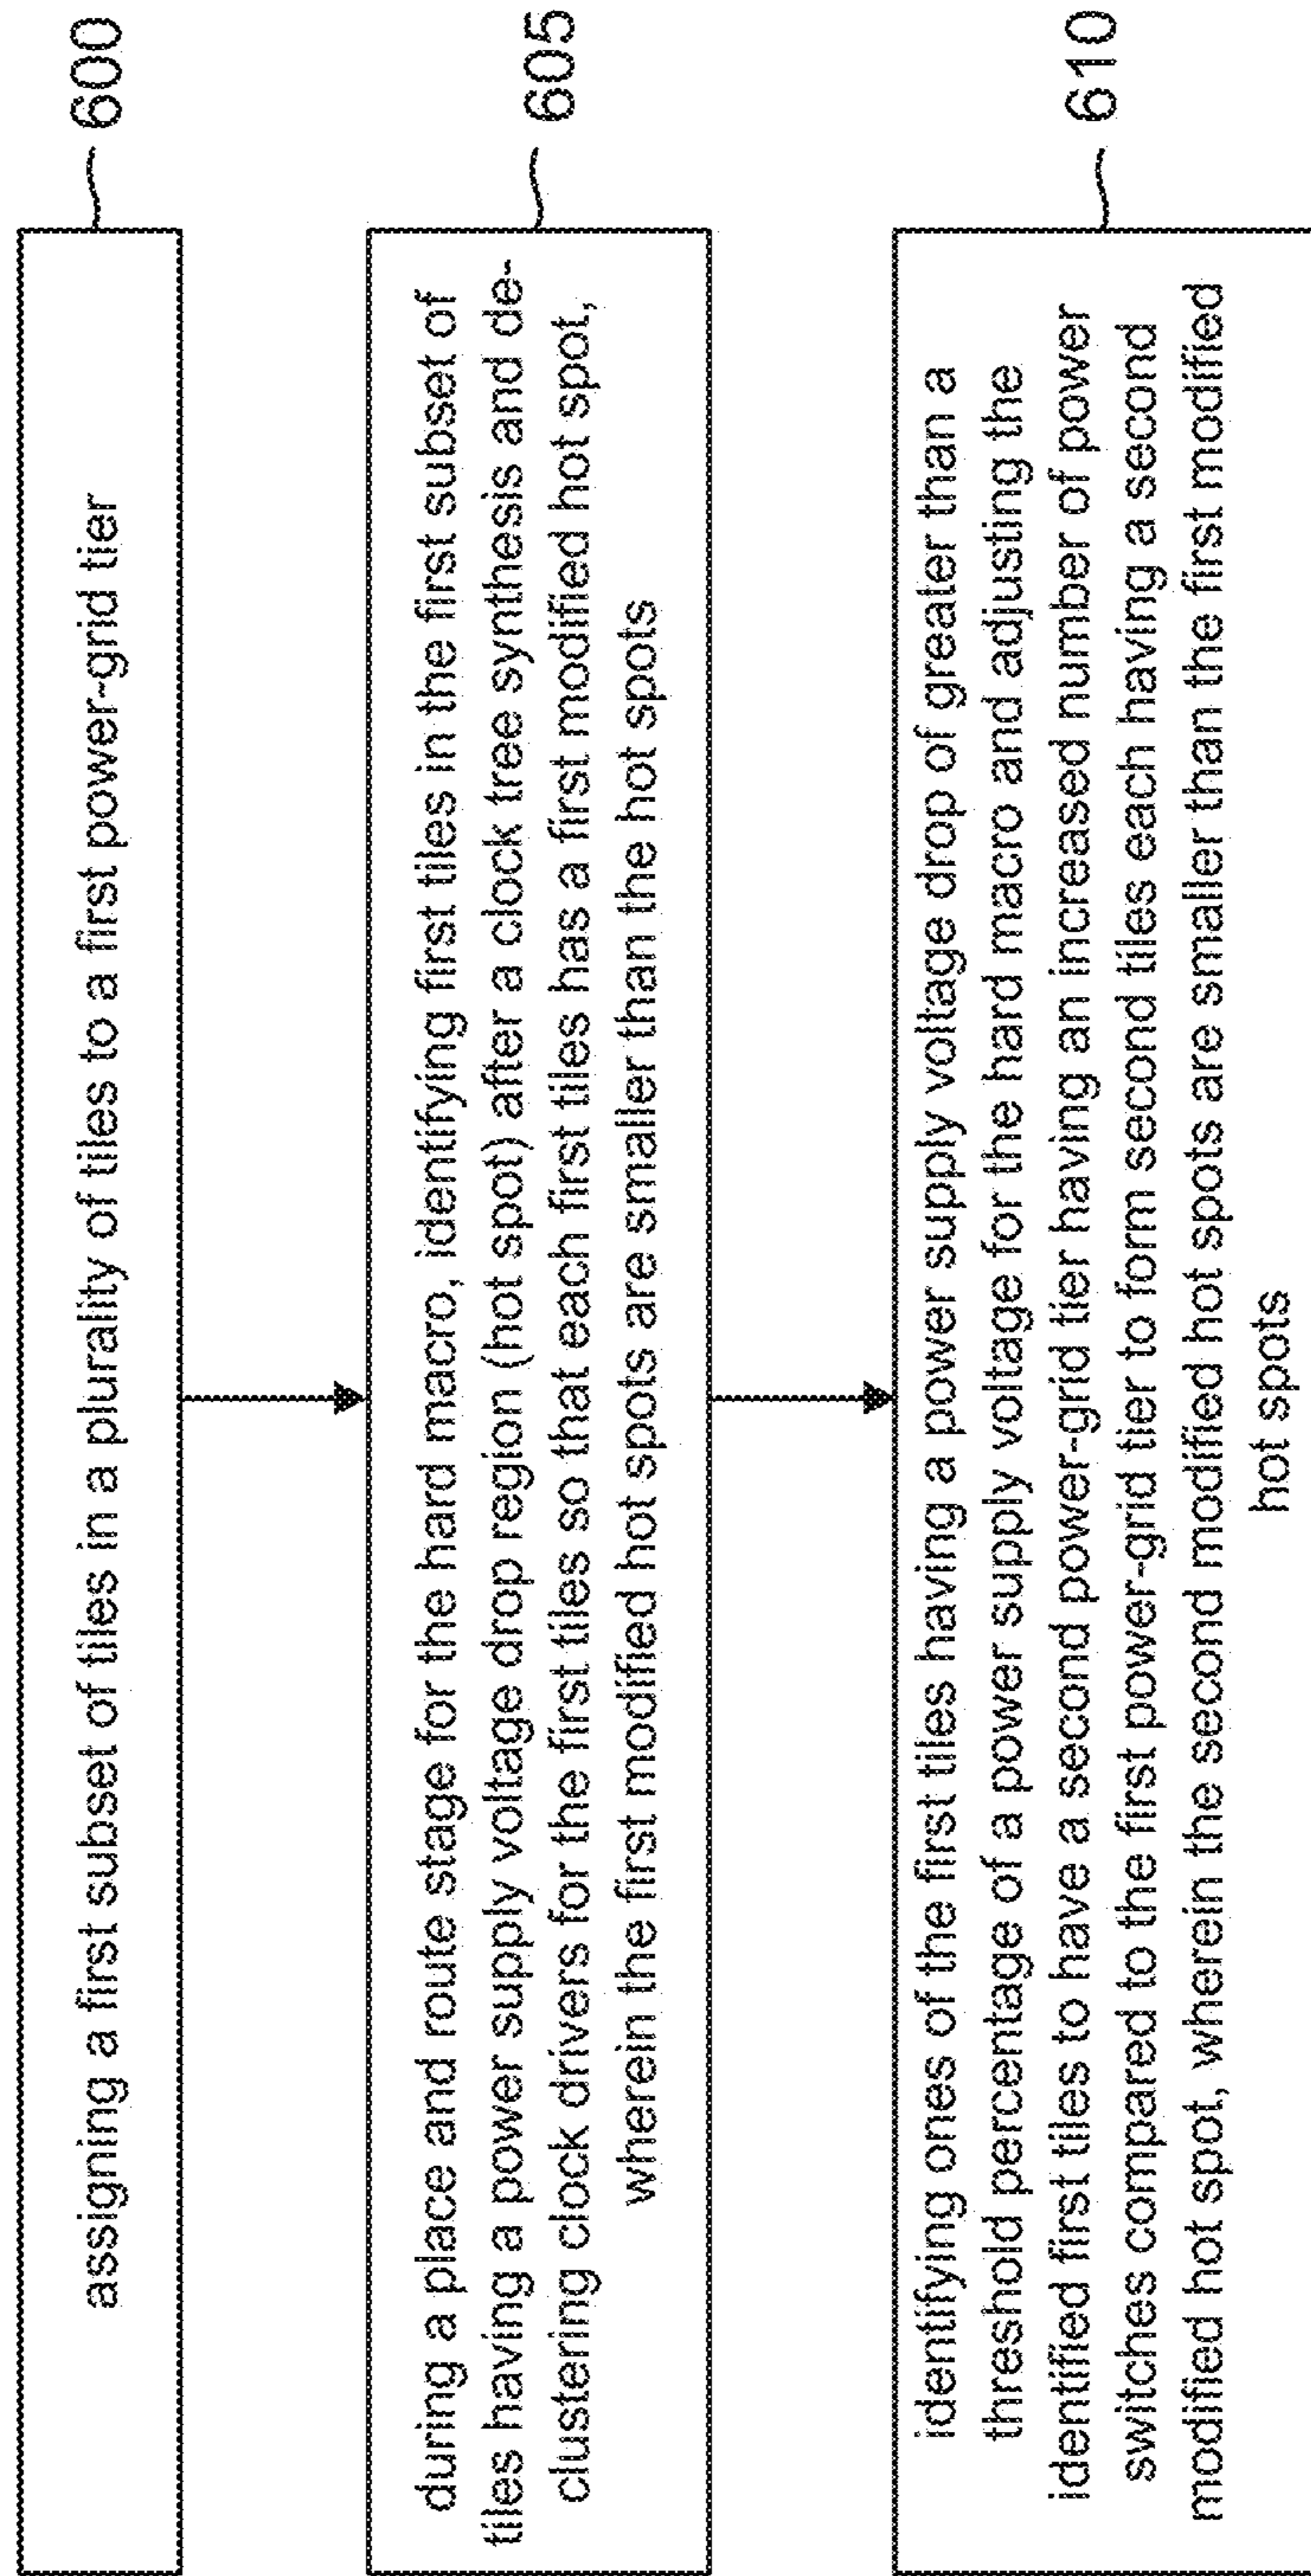 assigning a first subset of tiles in a plurality of tiles to a first power-grid tier
600
during a place and route stage for the hard macro, identifying first tiles in the first subset of
tiles having a power supply voltage drop region (hot spot) after a clock tree synthesis and de-
clustering clock drivers for the first tiles so that each first tiles has a first modified hot spot,
wherein the first modified hot spots are smaller than the hot spots
605
identifying ones of the first tiles having a power supply voltage drop of greater than a
threshold percentage of a power supply voltage for the hard macro and adjusting the
identified first tiles to have a second power-grid tier having an increased number of power
switches compared to the first power-grid tier to form second tiles each having a second
modified hot spot, wherein the second modified hot spots are smaller than the first modified
hot spots
610